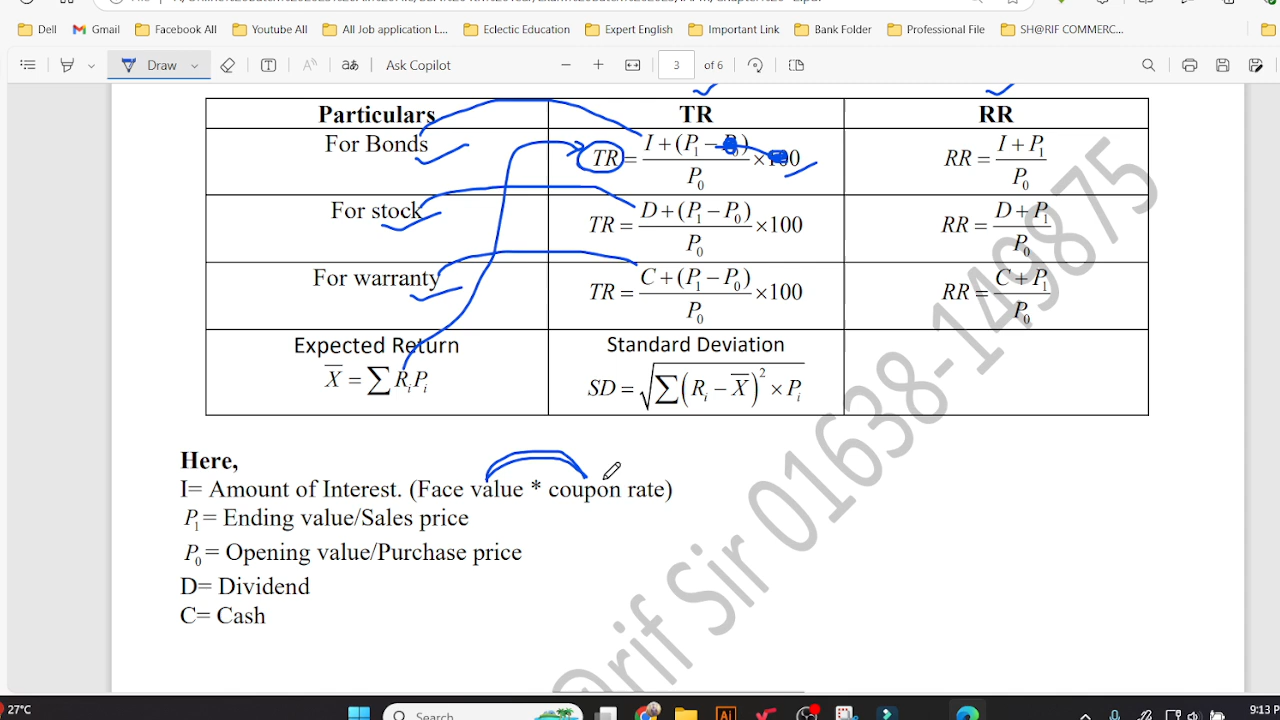 Dell Gmail Facebook All Youtube All All Job application L... Eclectic Education Expert English Important Link Bank Folder Professional File SH@RIF COMMERC...
Draw Ask Copilot 3 of 6
Particulars TR RR
For Bonds TR = I + (P₁ − P₀) / P₀ × 100 RR = I + P₁ / P₀
For stock TR = D + (P₁ − P₀) / P₀ × 100 RR = D + P₁ / P₀
For warranty TR = C + (P₁ − P₀) / P₀ × 100 RR = C + P₁ / P₀
Expected Return Standard Deviation
X̅ = ∑ RᵢPᵢ SD = √∑(Rᵢ − X̅)² × Pᵢ
Here,
I= Amount of Interest. (Face value * coupon rate)
P₁ = Ending value/Sales price
P₀ = Opening value/Purchase price
D= Dividend
C= Cash
@rif Sir 01638-149875
27°C Search 9:13 P